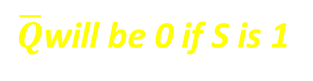 Q̅will be 0 if S is 1